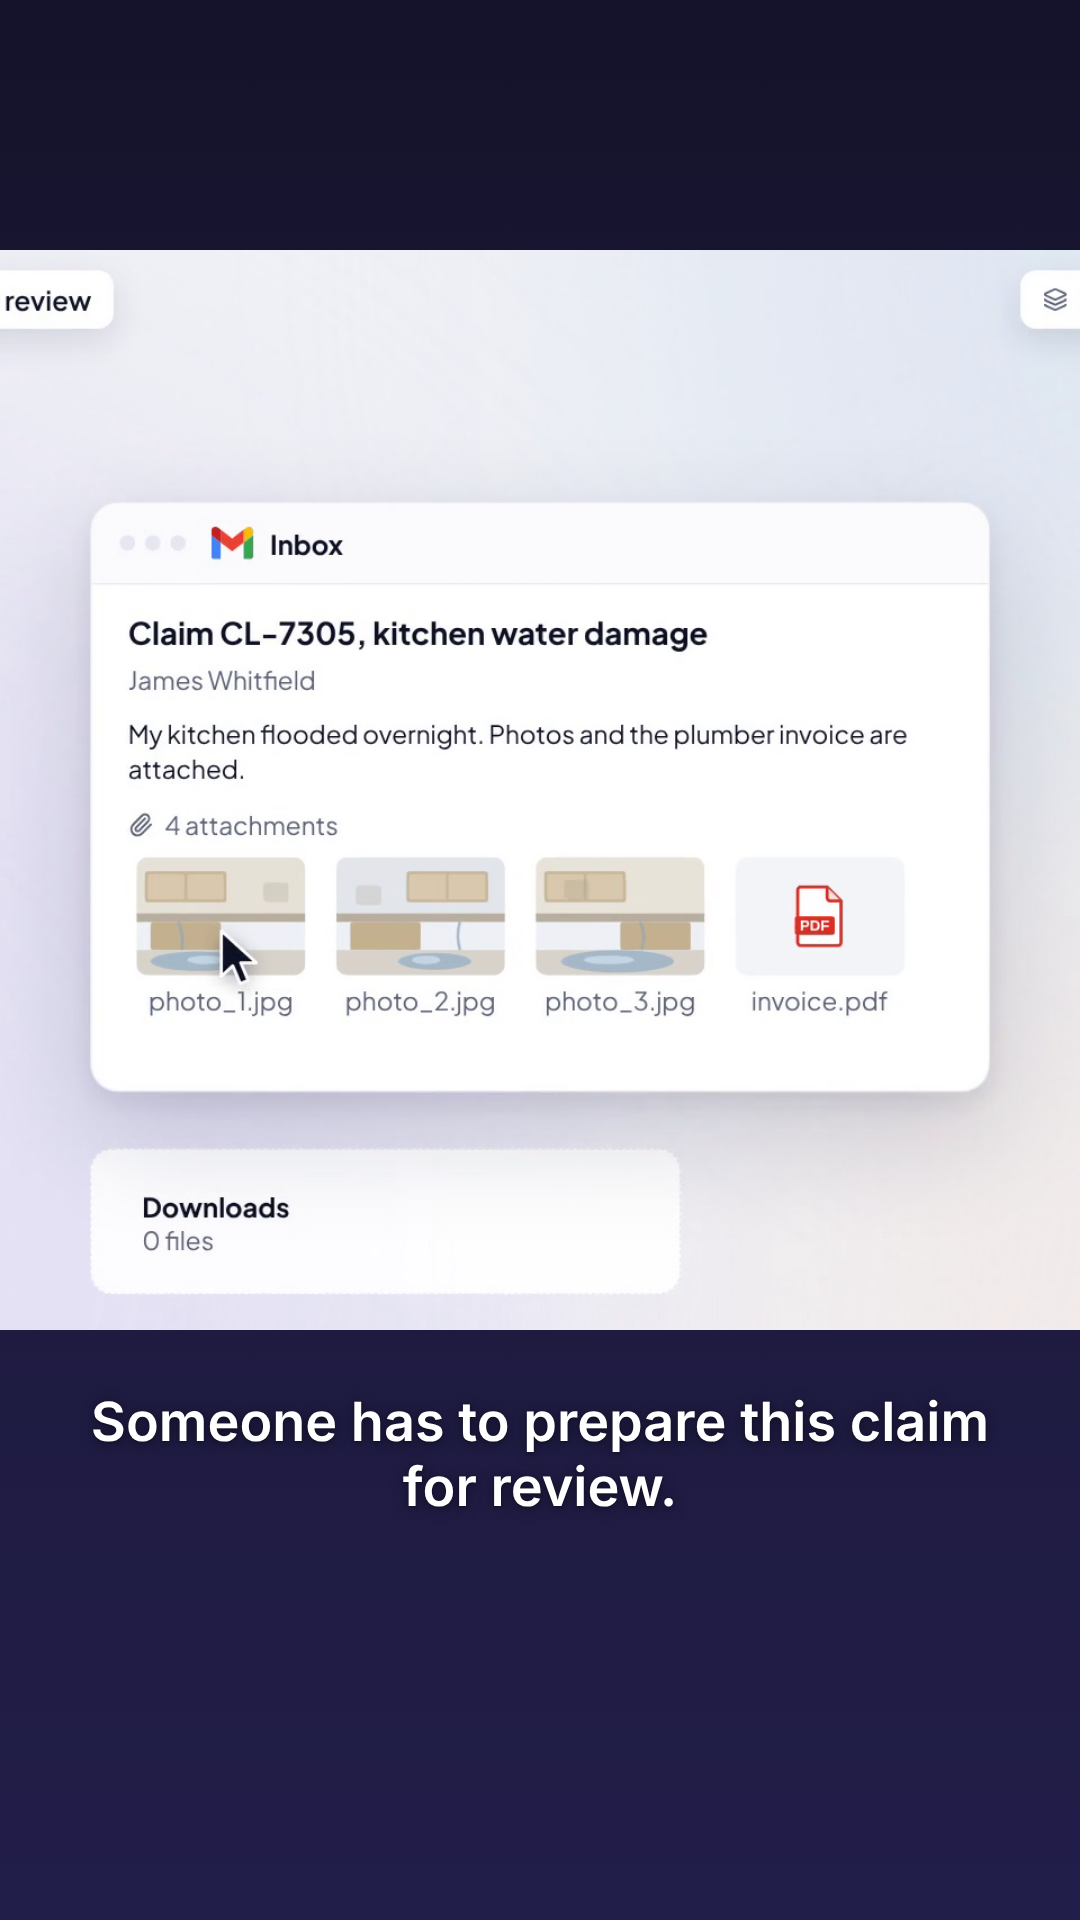 review
Inbox
Claim CL-7305, kitchen water damage
James Whitfield
My kitchen flooded overnight. Photos and the plumber invoice are
attached.
4 attachments
PDF
photo_1.jpg
photo_2.jpg
photo_3.jpg
invoice.pdf
Downloads
0 files
Someone has to prepare this claim
for review.